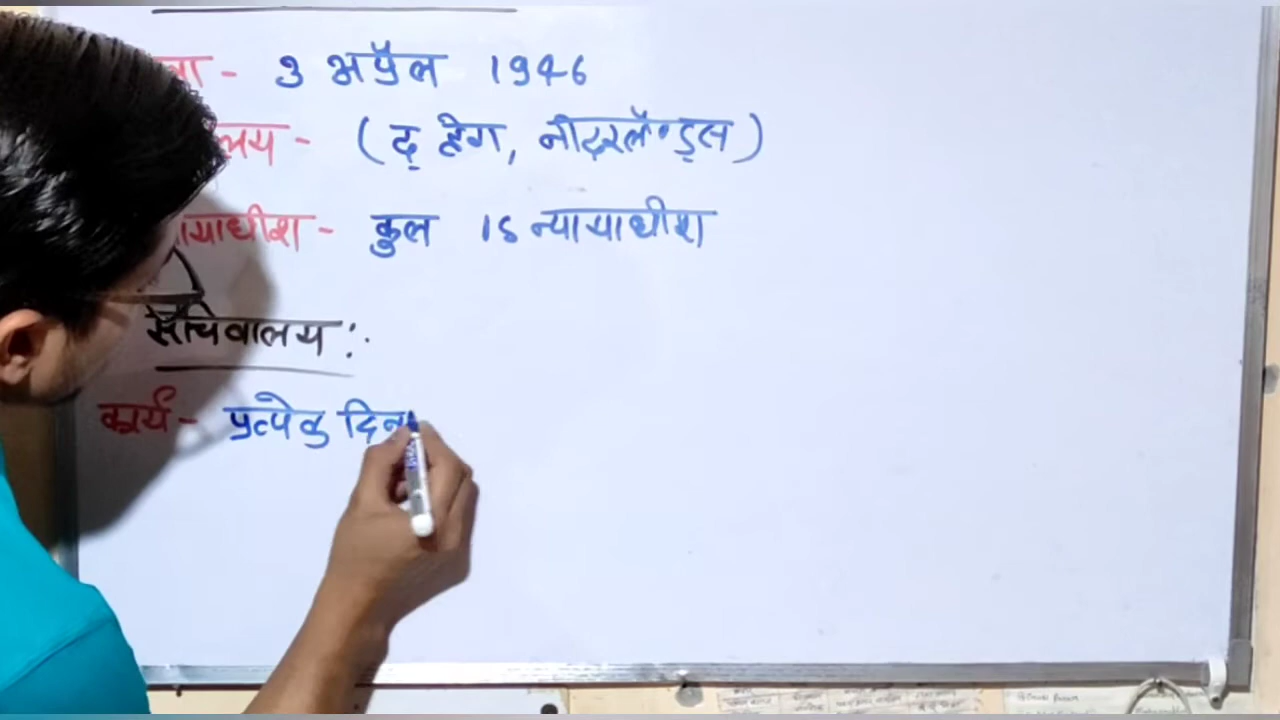 - 3 अप्रैल 1946
- (द् हेग, नीदरलैण्ड्स)
- कुल 15 न्यायाधीश
सचिवालय :-
कार्य - प्रत्येक दिन